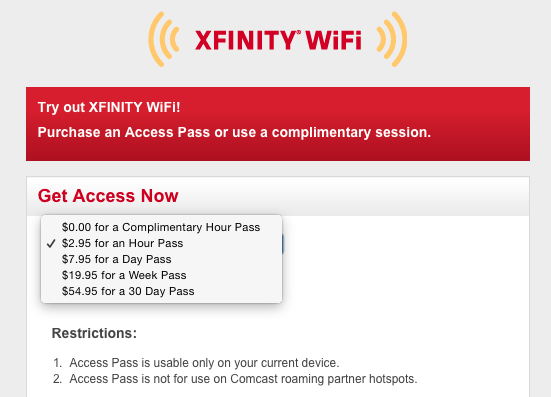 XFINITY® WiFi
Try out XFINITY WiFi!
Purchase an Access Pass or use a complimentary session.
Get Access Now
$0.00 for a Complimentary Hour Pass
✓ $2.95 for an Hour Pass
$7.95 for a Day Pass
$19.95 for a Week Pass
$54.95 for a 30 Day Pass
Restrictions:
1. Access Pass is usable only on your current device.
2. Access Pass is not for use on Comcast roaming partner hotspots.